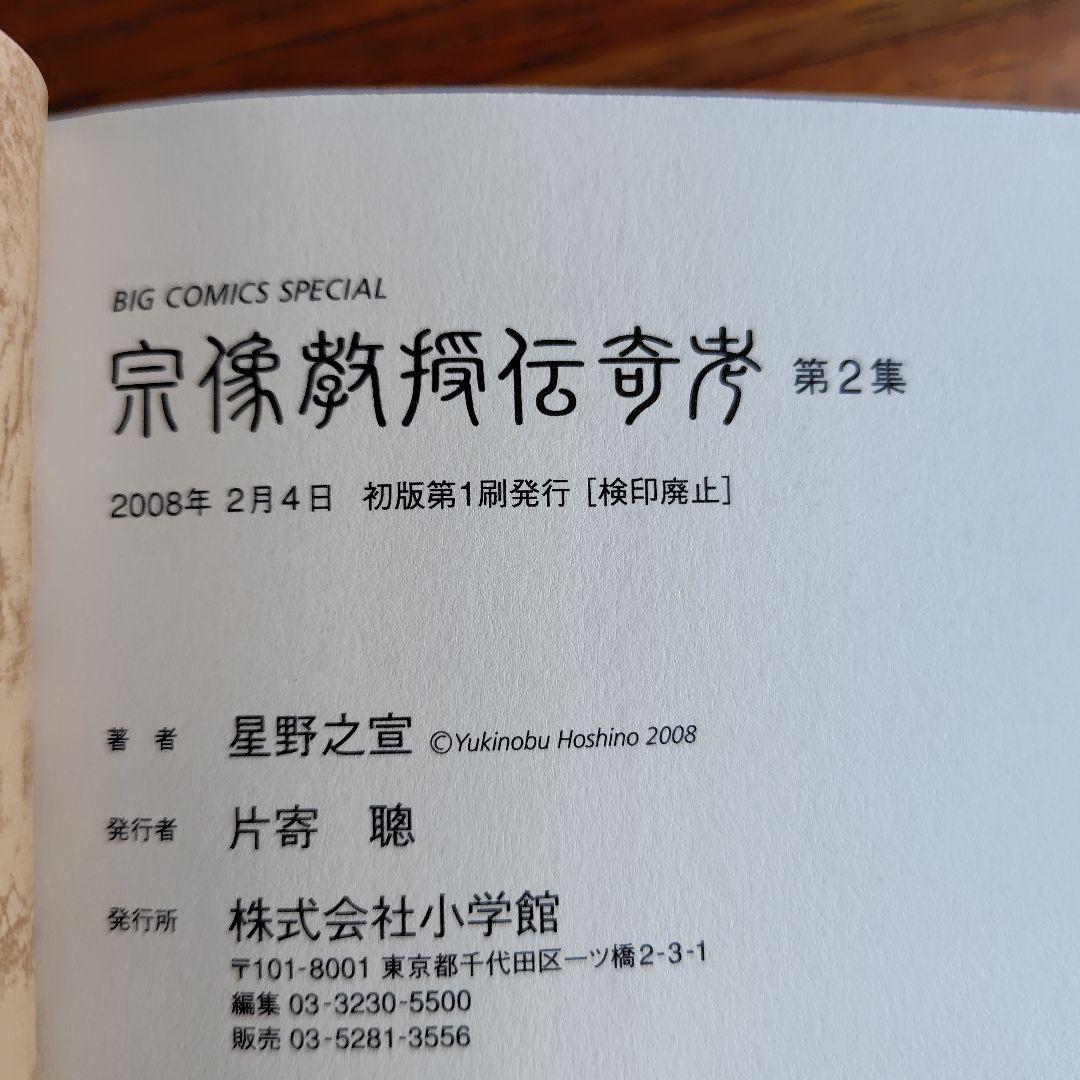 BIG COMICS SPECIAL
宗像教授伝奇考 第2集
2008年 2月4日 初版第1刷発行 [検印廃止]
著 者 星野之宣 ©Yukinobu Hoshino 2008
発行者 片寄 聰
発行所 株式会社小学館
〒101-8001 東京都千代田区一ツ橋2-3-1
編集 03-3230-5500
販売 03-5281-3556